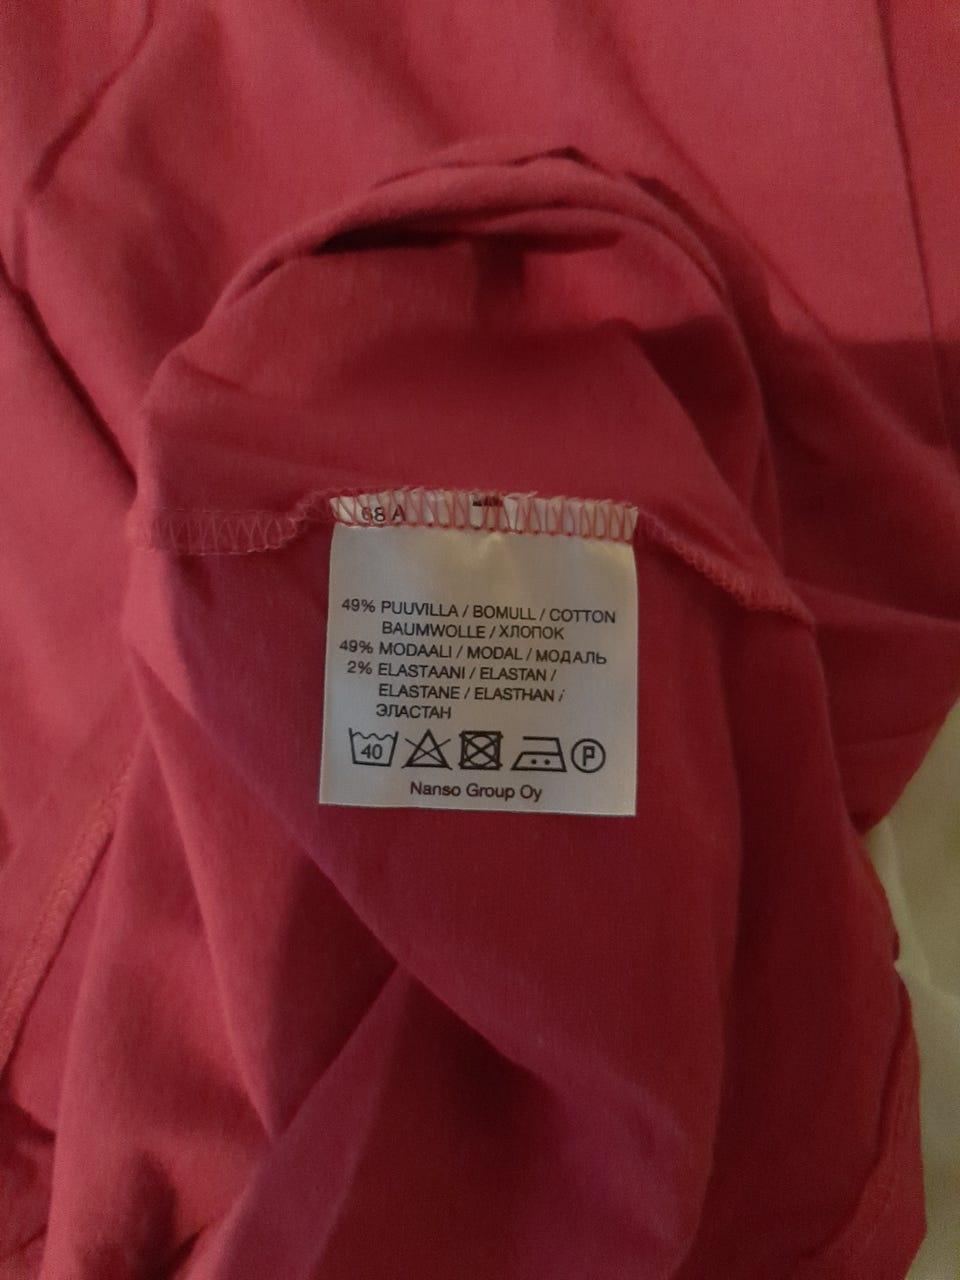 68 A
49% PUUVILLA / BOMULL / COTTON
BAUMWOLLE / ХЛОПОК
49% MODAALI / MODAL / МОДАЛЬ
2% ELASTAANI / ELASTAN /
ELASTANE / ELASTHAN /
ЭЛАСТАН
40 P
Nanso Group Oy